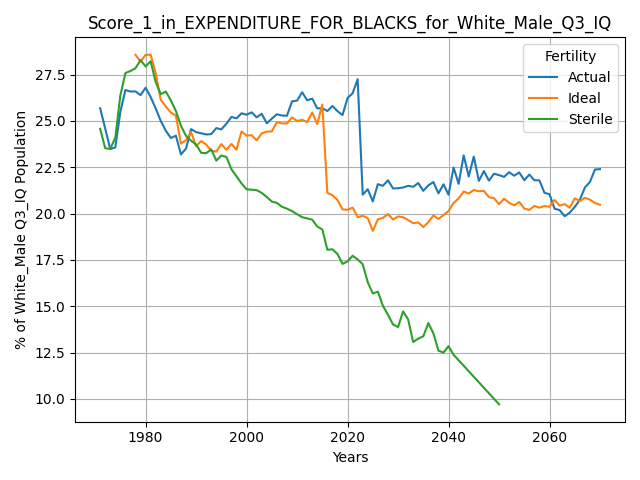 Score_1_in_EXPENDITURE_FOR_BLACKS_for_White_Male_Q3_IQ
Fertility
Actual
Ideal
Sterile
% of White_Male Q3_IQ Population
27.5
25.0
22.5
20.0
17.5
15.0
12.5
10.0
1980
2000
2020
2040
2060
Years